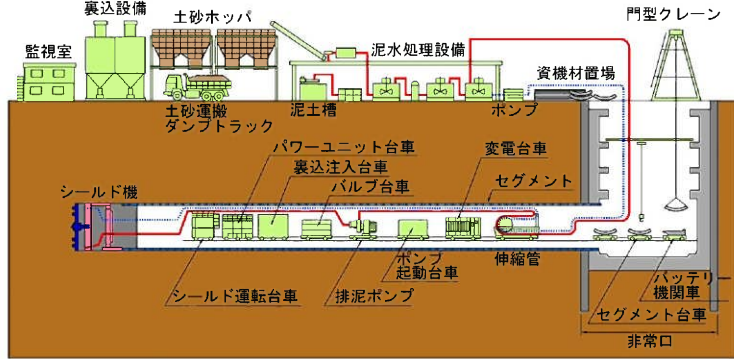 裏込設備
土砂ホッパ
門型クレーン
監視室
泥水処理設備
資機材置場
土砂運搬
ダンプトラック
泥土槽
ポンプ
パワーユニット台車
裏込注入台車
バルブ台車
変電台車
セグメント
シールド機
シールド運転台車
排泥ポンプ
ポンプ
起動台車
伸縮管
バッテリー
機関車
セグメント台車
非常口